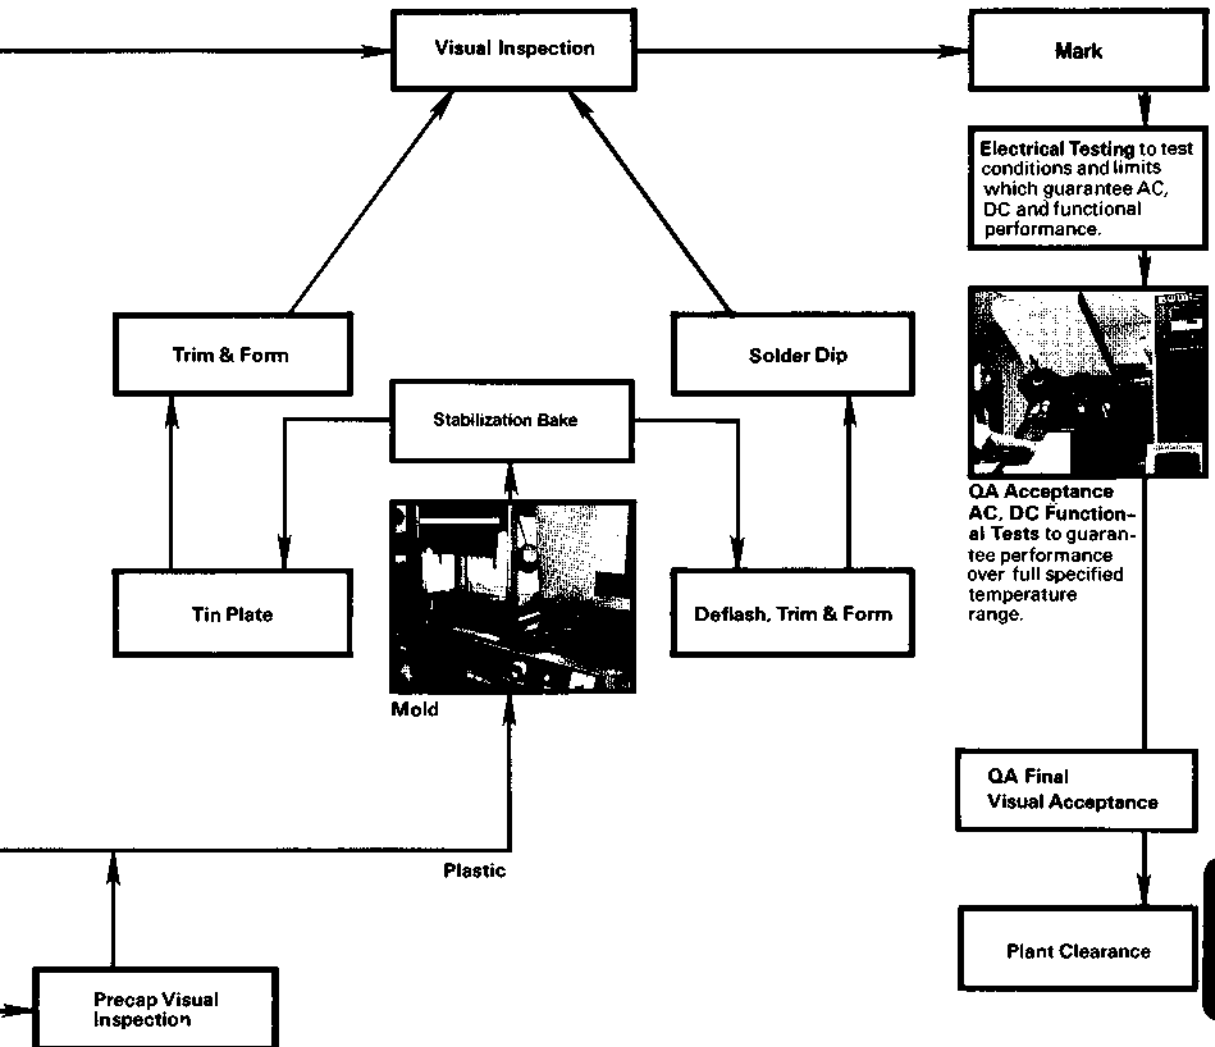 Visual Inspection
Mark
Electrical Testing to test
conditions and limits
which guarantee AC,
DC and functional
performance.
Trim & Form
Solder Dip
Stabilization Bake
QA Acceptance
AC, DC Function-
al Tests to guaran-
tee performance
over full specified
temperature
range.
Tin Plate
Deflash, Trim & Form
Mold
QA Final
Visual Acceptance
Plastic
Plant Clearance
Precap Visual
Inspection